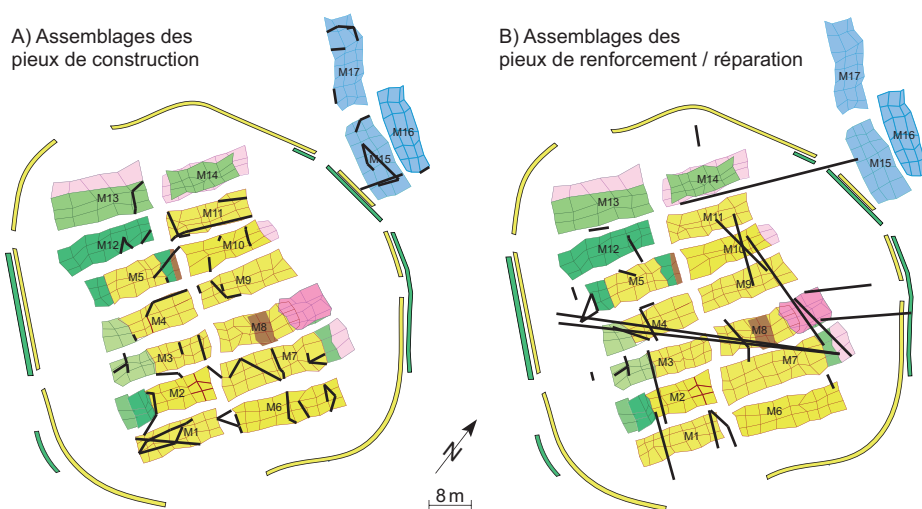 A) Assemblages des
pieux de construction
M17
M16
M15
M14
M13
M11
M12
M10
M5
M9
M4
M8
M3
M7
M2
M6
M1
N
8 m
B) Assemblages des
pieux de renforcement / réparation
M17
M16
M15
M14
M13
M11
M12
M10
M5
M9
M4
M8
M3
M7
M2
M6
M1